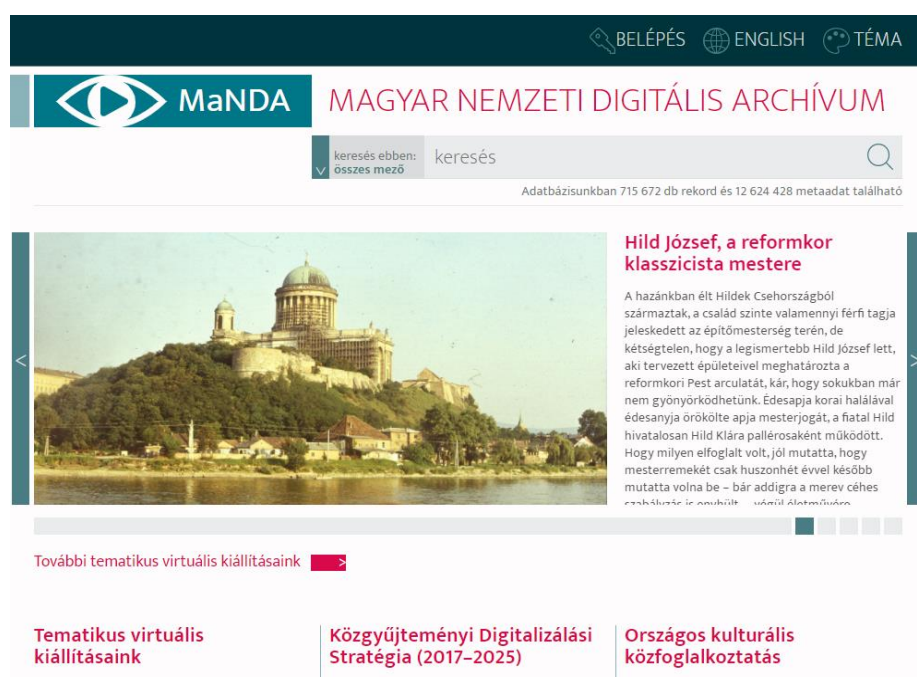 BELÉPÉS ENGLISH TÉMA
MaNDA
MAGYAR NEMZETI DIGITÁLIS ARCHÍVUM
keresés ebben:
összes mező
keresés
Adatbázisunkban 715 672 db rekord és 12 624 428 metaadat található
<
Hild József, a reformkor
klasszicista mestere
A hazánkban élt Hildek Csehországból
származtak, a család szinte valamennyi férfi tagja
jeleskedett az építőmesterség terén, de
kétségtelen, hogy a legismertebb Hild József lett,
aki tervezett épületeivel meghatározta a
reformkori Pest arculatát, kár, hogy sokukban már
nem gyönyörködhetünk. Édesapja korai halálával
édesanyja örökölte apja mesterjogát, a fiatal Hild
hivatalosan Hild Klára pallérosaként működött.
Hogy milyen elfoglalt volt, jól mutatta, hogy
mesterremekét csak huszonhét évvel később
mutatta volna be – bár addigra a merev céhes
szabályzás is enyhült – végül életművére
>
További tematikus virtuális kiállításaink >
Tematikus virtuális
kiállításaink
Közgyűjteményi Digitalizálási
Stratégia (2017–2025)
Országos kulturális
közfoglalkoztatás